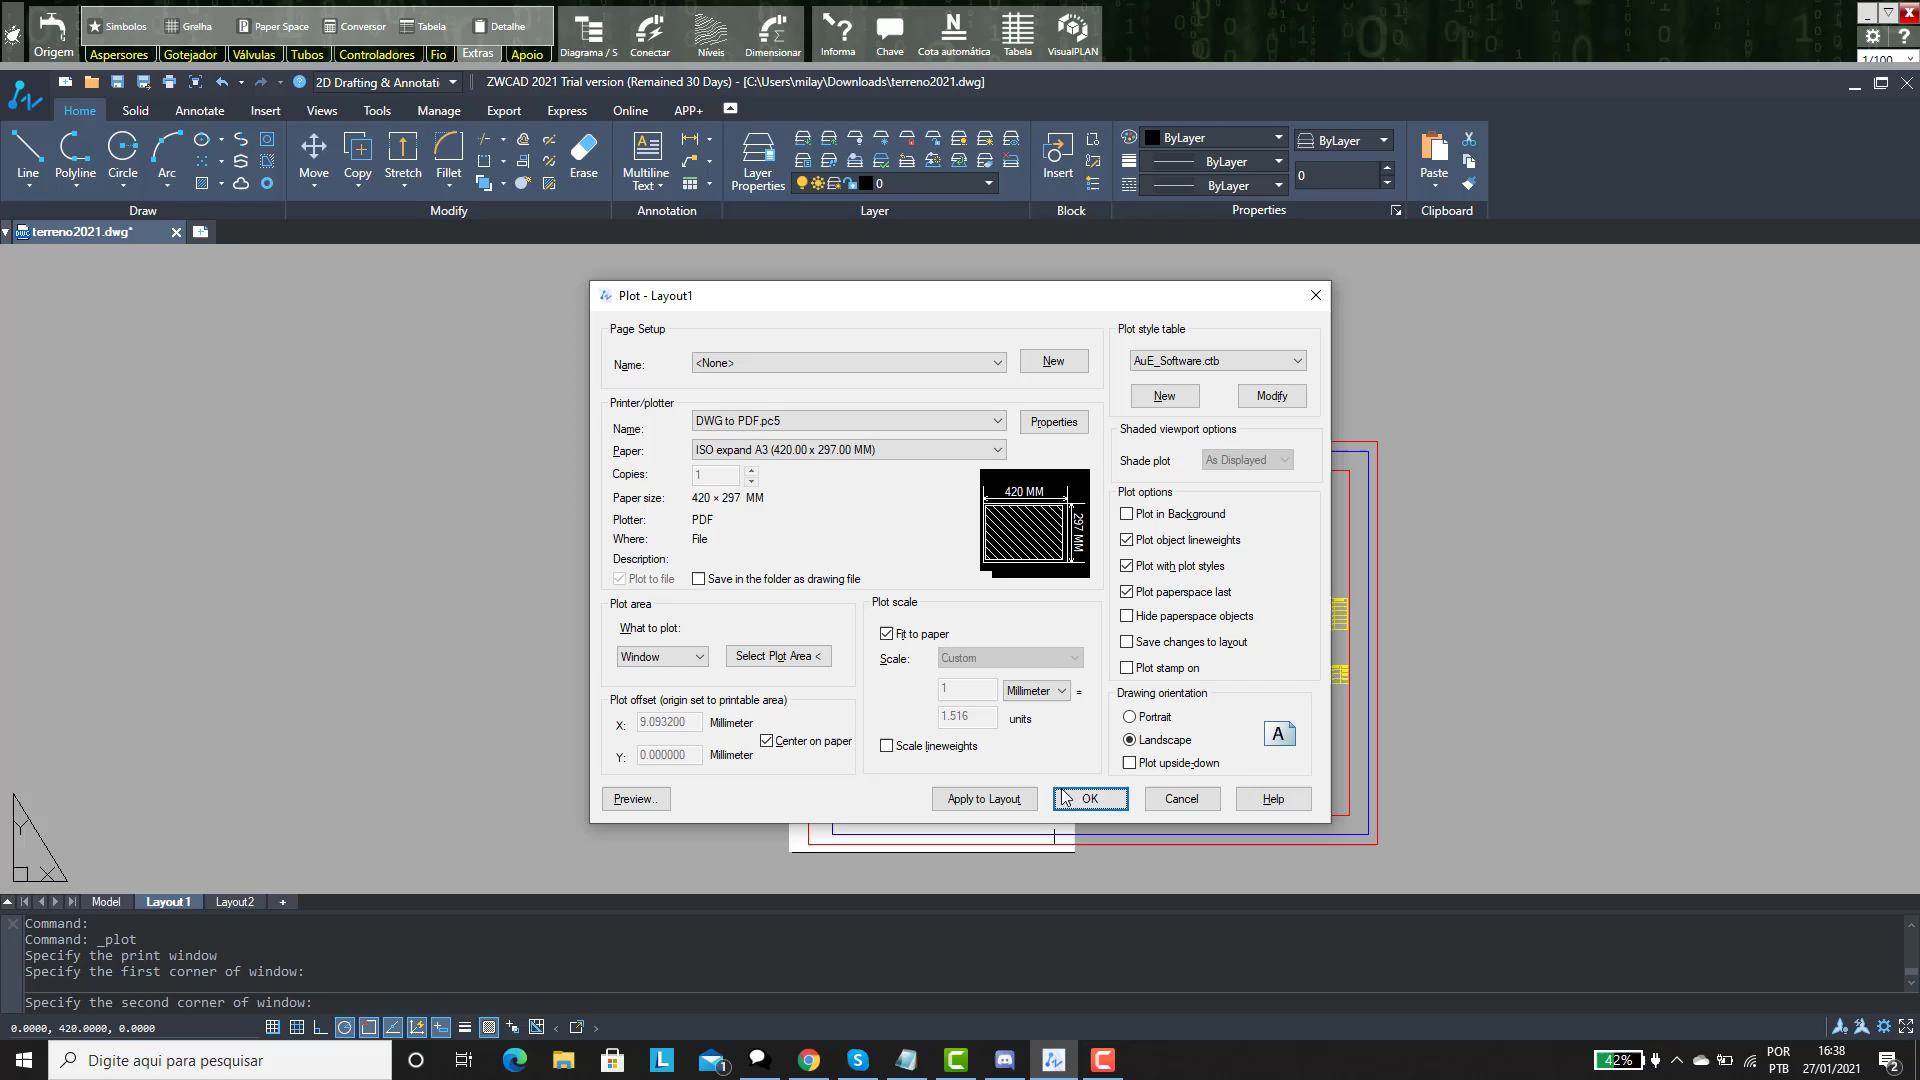 Simbolos Grelha Paper Space Conversor Tabela Detalhe
Origem
Aspersores Gotejador Válvulas Tubos Controladores Fio Extras Apoio
Diagrama / S Conectar Níveis Dimensionar
Informa Chave Cota automática Tabela VisualPLAN
1/100
2D Drafting & Annotati
ZWCAD 2021 Trial version (Remained 30 Days) - [C:\Users\milay\Downloads\terreno2021.dwg]
Home Solid Annotate Insert Views Tools Manage Export Express Online APP+
Line Polyline Circle Arc
Move Copy Stretch Fillet Erase
Multiline Text
Layer Properties
0
Insert
ByLayer
ByLayer
ByLayer
ByLayer
0
Paste
Draw Modify Annotation Layer Block Properties Clipboard
terreno2021.dwg*
Plot - Layout1
Page Setup
Name: <None> New
Printer/plotter
Name: DWG to PDF.pc5 Properties
Paper: ISO expand A3 (420.00 x 297.00 MM)
Copies: 1
Paper size: 420 × 297 MM
Plotter: PDF
Where: File
Description:
Plot to file Save in the folder as drawing file
420 MM
297 MM
Plot area
What to plot:
Window Select Plot Area <
Plot offset (origin set to printable area)
X: 9.093200 Millimeter
Center on paper
Y: 0.000000 Millimeter
Plot scale
Fit to paper
Scale: Custom
1 Millimeter =
1.516 units
Scale lineweights
Plot style table
AuE_Software.ctb
New Modify
Shaded viewport options
Shade plot As Displayed
Plot options
Plot in Background
Plot object lineweights
Plot with plot styles
Plot paperspace last
Hide paperspace objects
Save changes to layout
Plot stamp on
Drawing orientation
Portrait
Landscape
Plot upside-down
A
Preview.. Apply to Layout OK Cancel Help
Y
X
Model Layout1 Layout2 +
Command:
Command: _plot
Specify the print window
Specify the first corner of window:
Specify the second corner of window:
0.0000, 420.0000, 0.0000
Digite aqui para pesquisar
1
42%
POR
PTB
16:38
27/01/2021
2